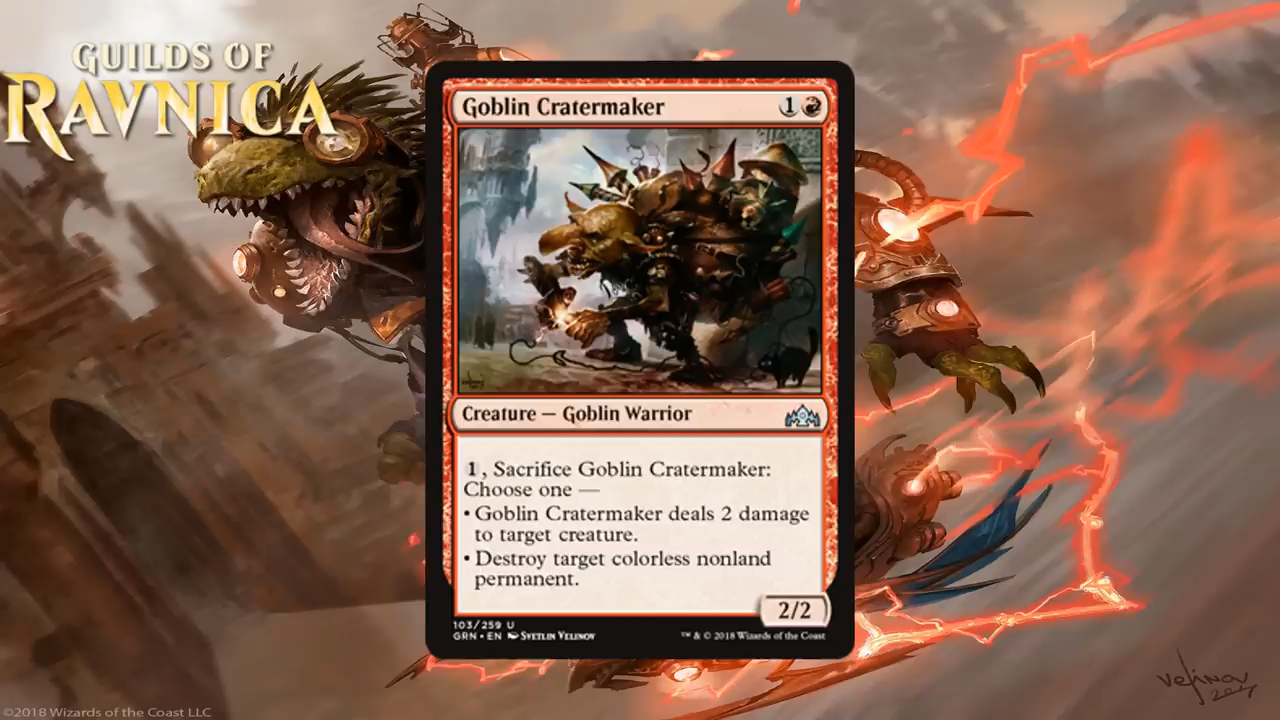 GUILDS OF
RAVNICA
Goblin Cratermaker 1
Creature — Goblin Warrior
1, Sacrifice Goblin Cratermaker:
Choose one —
• Goblin Cratermaker deals 2 damage
to target creature.
• Destroy target colorless nonland
permanent.
2/2
103/259 U
GRN • EN Svetlin Velinov
™ & © 2018 Wizards of the Coast
©2018 Wizards of the Coast LLC
Velinov